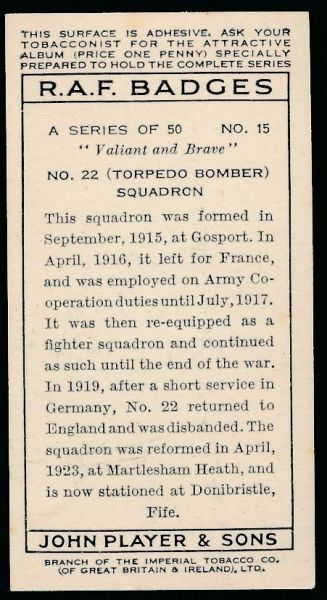 THIS SURFACE IS ADHESIVE. ASK YOUR
TOBACCONIST FOR THE ATTRACTIVE
ALBUM (PRICE ONE PENNY) SPECIALLY
PREPARED TO HOLD THE COMPLETE SERIES
R.A.F. BADGES
A SERIES OF 50 NO. 15
"Valiant and Brave"
NO. 22 (TORPEDO BOMBER)
SQUADRON
This squadron was formed in
September, 1915, at Gosport. In
April, 1916, it left for France,
and was employed on Army Co-
operation duties until July, 1917.
It was then re-equipped as a
fighter squadron and continued
as such until the end of the war.
In 1919, after a short service in
Germany, No. 22 returned to
England and was disbanded. The
squadron was reformed in April,
1923, at Martlesham Heath, and
is now stationed at Donibristle,
Fife.
JOHN PLAYER & SONS
BRANCH OF THE IMPERIAL TOBACCO CO.
(OF GREAT BRITAIN & IRELAND), LTD.